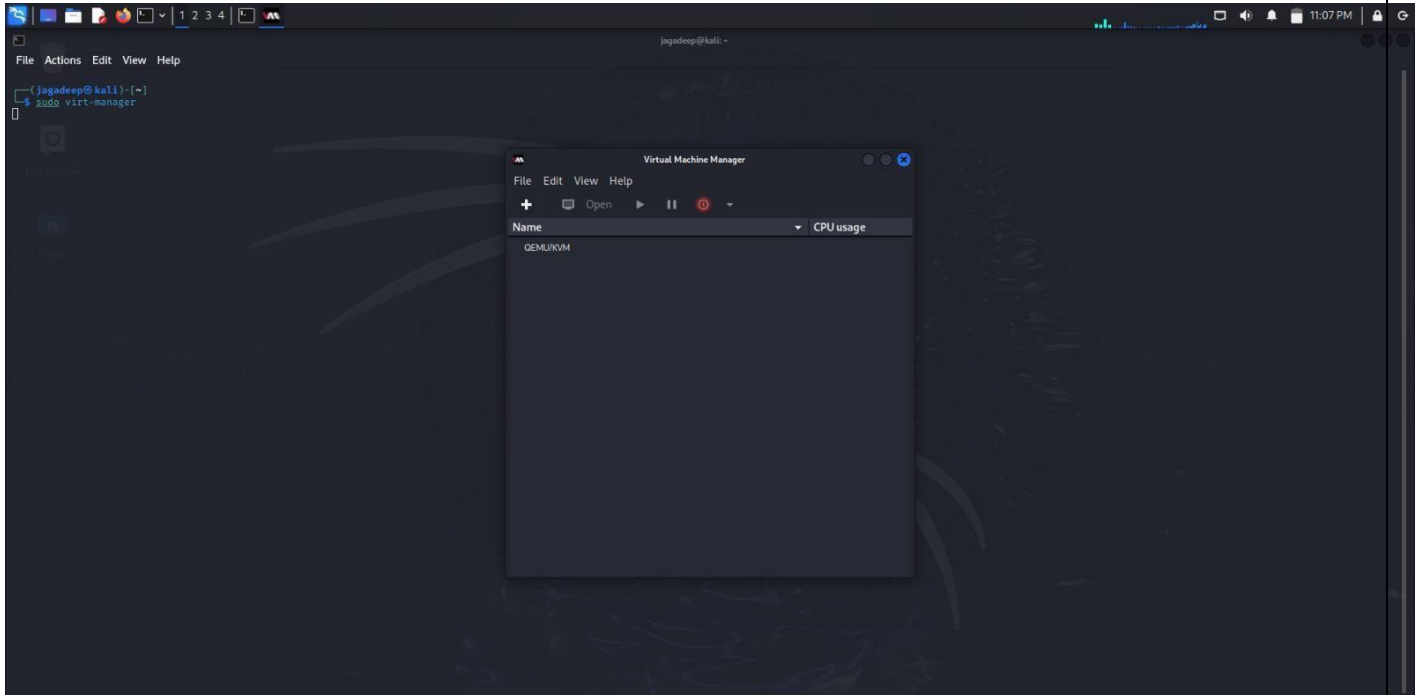 1 2 3 4
11:07 PM
jagadeep@kali: ~
File Actions Edit View Help
(jagadeep㉿kali)-[~]
$ sudo virt-manager
Virtual Machine Manager
File Edit View Help
Open
Name CPU usage
QEMU/KVM
Home